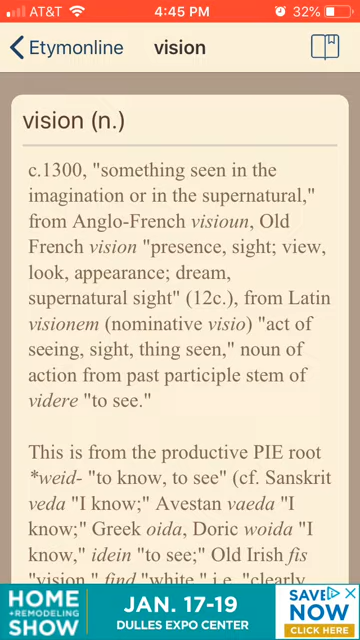 AT&T 4:45 PM 32%
Etymonline vision
vision (n.)
c.1300, "something seen in the
imagination or in the supernatural,"
from Anglo-French visioun, Old
French vision "presence, sight; view,
look, appearance; dream,
supernatural sight" (12c.), from Latin
visionem (nominative visio) "act of
seeing, sight, thing seen," noun of
action from past participle stem of
videre "to see."
This is from the productive PIE root
*weid- "to know, to see" (cf. Sanskrit
veda "I know;" Avestan vaeda "I
know;" Greek oida, Doric woida "I
know," idein "to see;" Old Irish fis
"vision," find "white," i.e. "clearly
HOME
+REMODELING
SHOW
JAN. 17-19
DULLES EXPO CENTER
SAVE
NOW
CLICK HERE